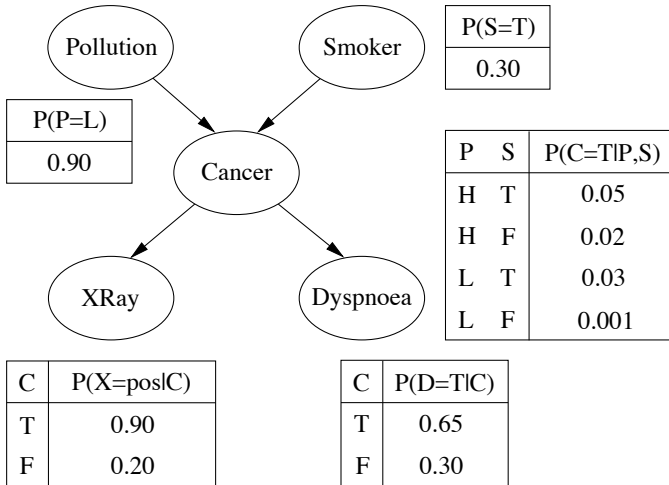 Pollution
Smoker
P(S=T)
0.30
P(P=L)
0.90
Cancer
P S P(C=T|P,S)
H T 0.05
H F 0.02
L T 0.03
L F 0.001
XRay
Dyspnoea
C P(X=pos|C)
T 0.90
F 0.20
C P(D=T|C)
T 0.65
F 0.30